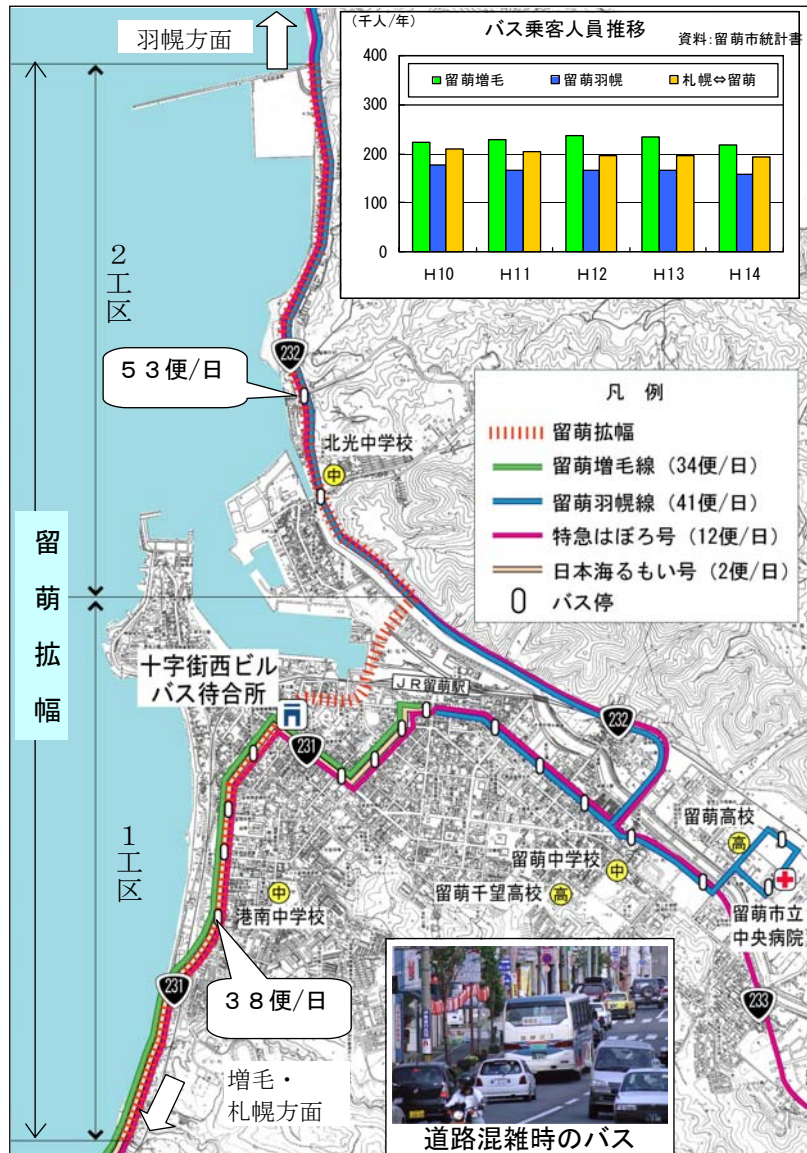 羽幌方面
(千人/年)
バス乗客人員推移
資料:留萌市統計書
400
300
200
100
0
留萌増毛
留萌羽幌
札幌⇔留萌
H10
H11
H12
H13
H14
2工区
232
53便/日
北光中学校
中
凡 例
留萌拡幅
留萌増毛線 (34便/日)
留萌羽幌線 (41便/日)
特急はぼろ号 (12便/日)
日本海るもい号 (2便/日)
バス停
留萌拡幅
十字街西ビル
バス待合所
JR留萌駅
231
232
1工区
留萌高校
高
留萌中学校
中
留萌千望高校
高
港南中学校
中
留萌市立
中央病院
231
38便/日
233
増毛・
札幌方面
道路混雑時のバス